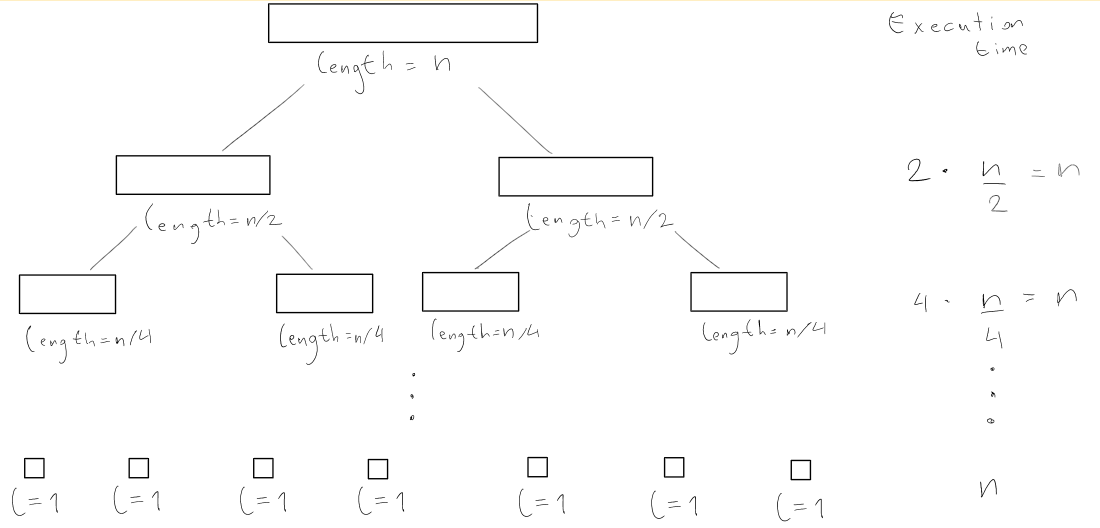 Execution
time
length = n
2 · n/2 = n
length=n/2
length=n/2
4 · n/4 = n
length=n/4
length=n/4
length=n/4
length=n/4
l=1
l=1
l=1
l=1
l=1
l=1
l=1
n